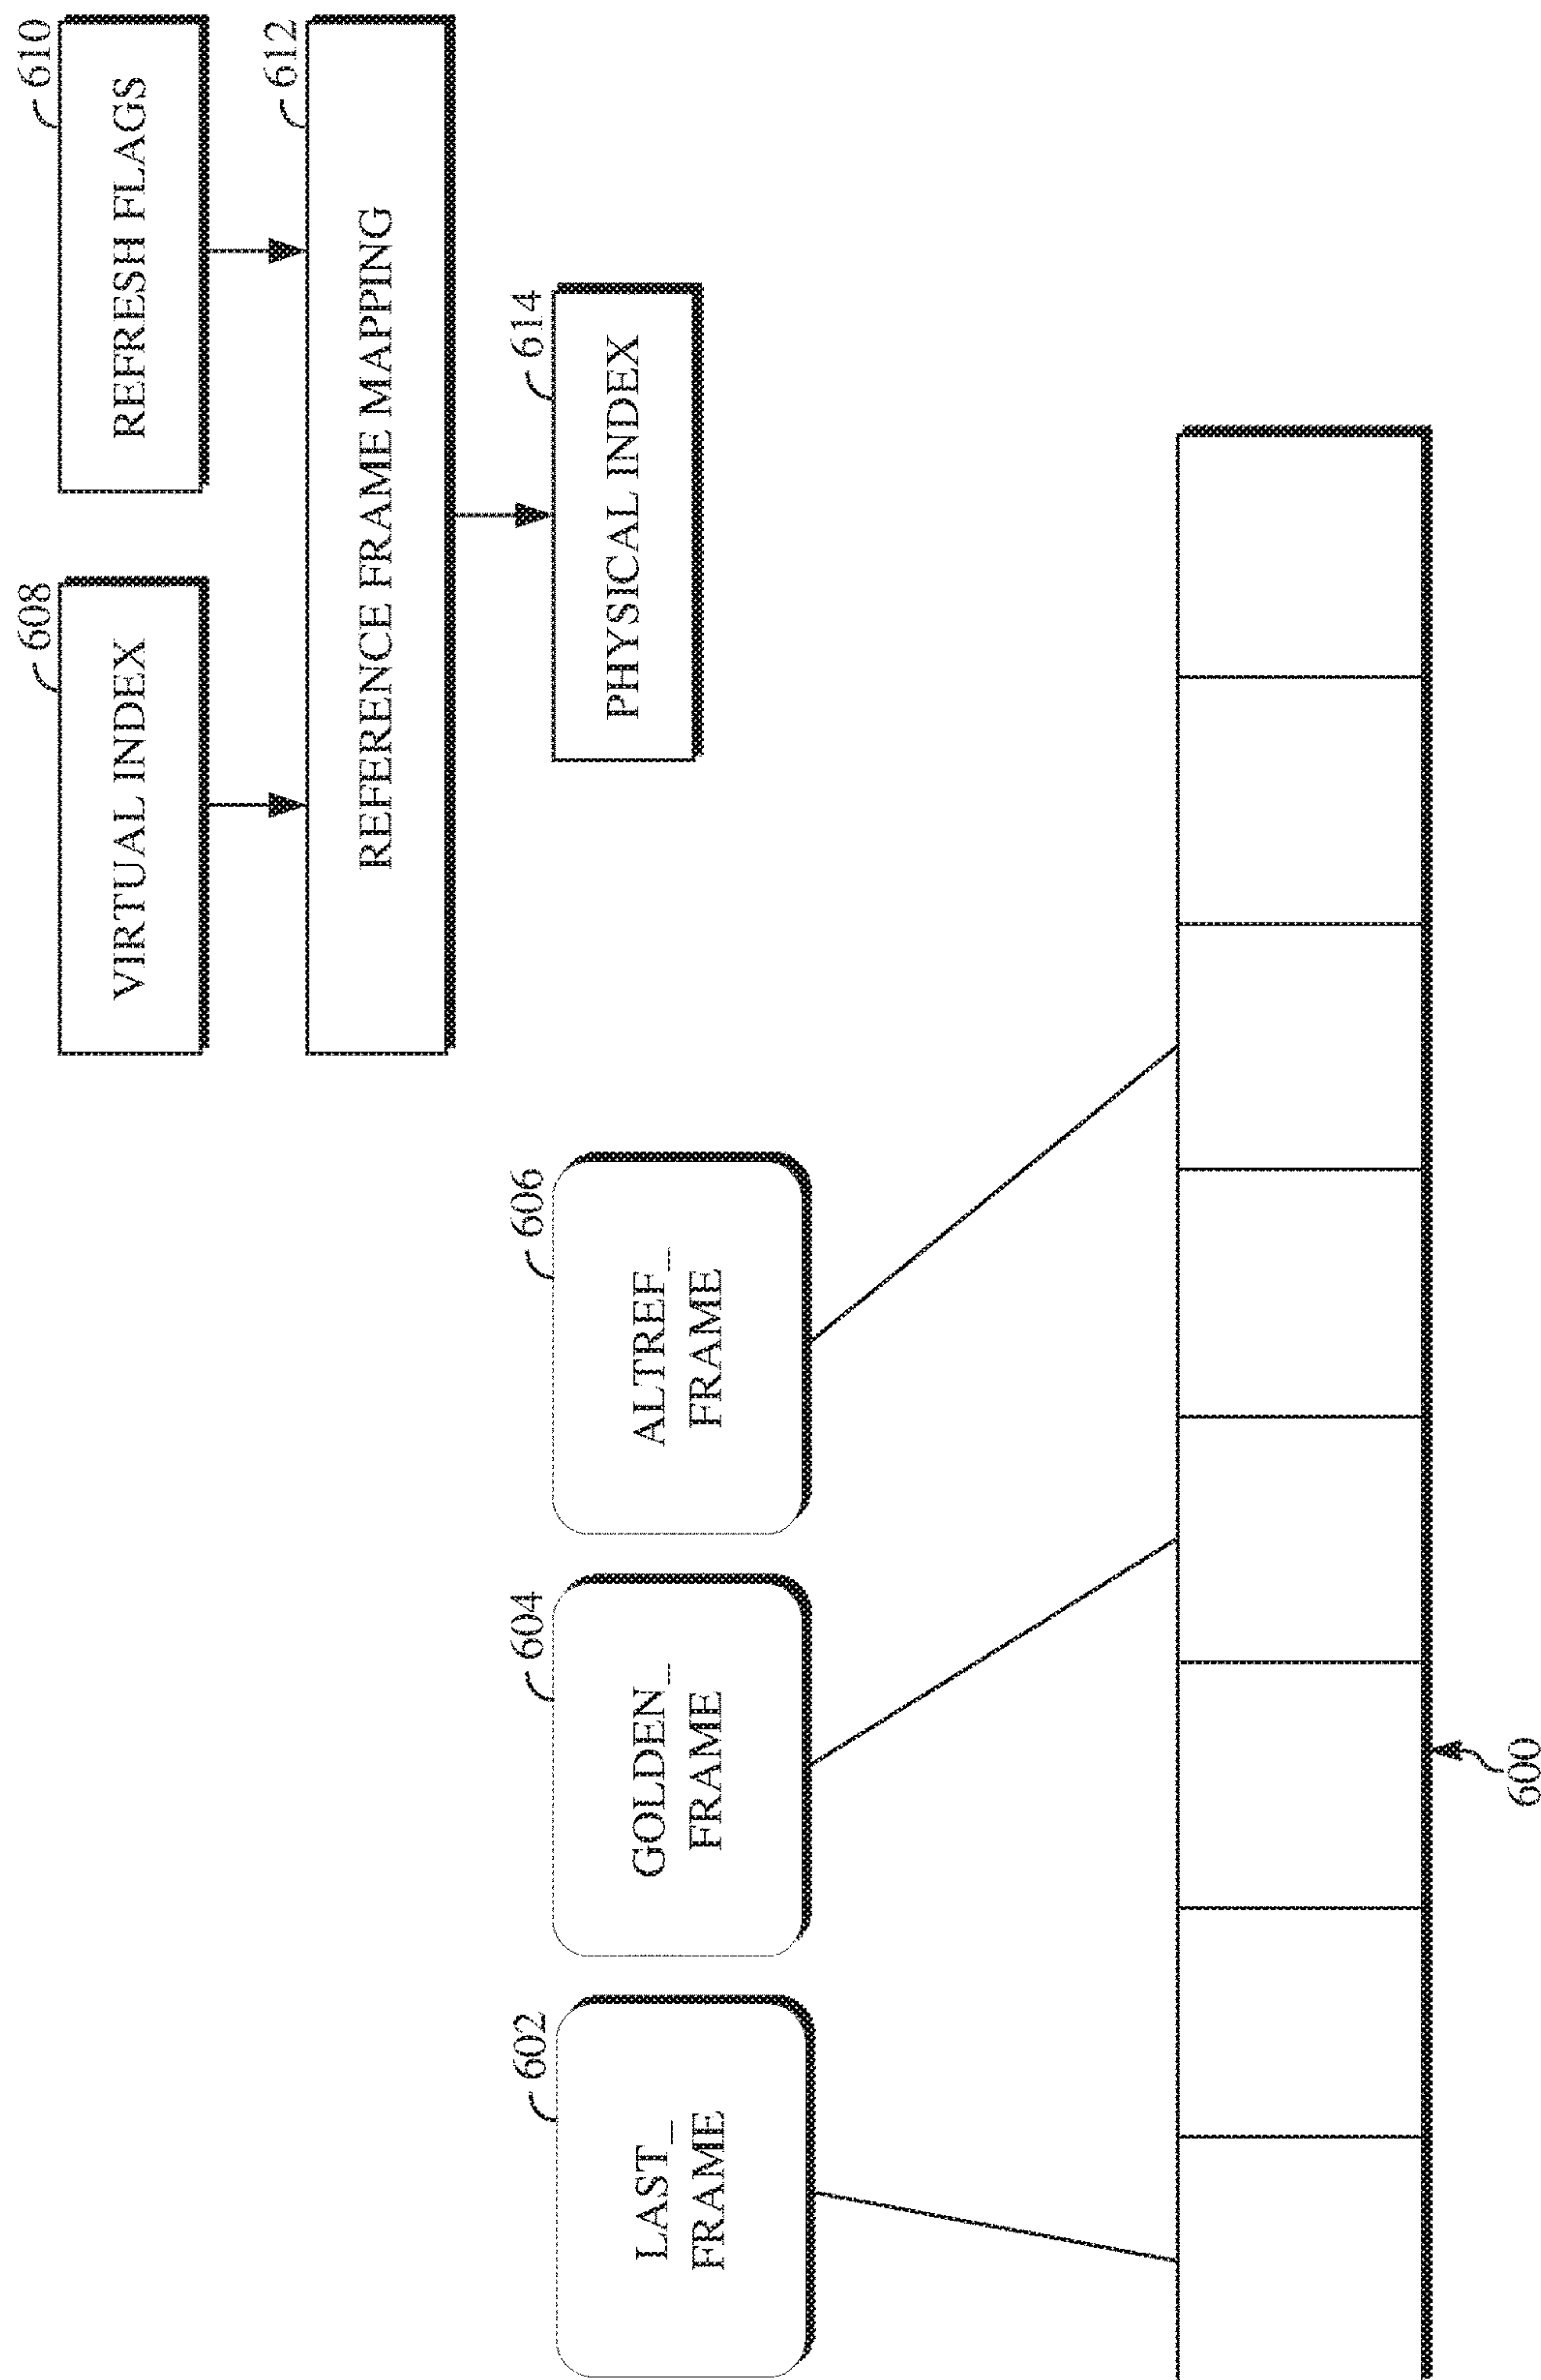 608
VIRTUAL INDEX
610
REFRESH FLAGS
612
REFERENCE FRAME MAPPING
602
LAST_
FRAME
604
GOLDEN_
FRAME
606
ALTREF_
FRAME
614
PHYSICAL INDEX
600